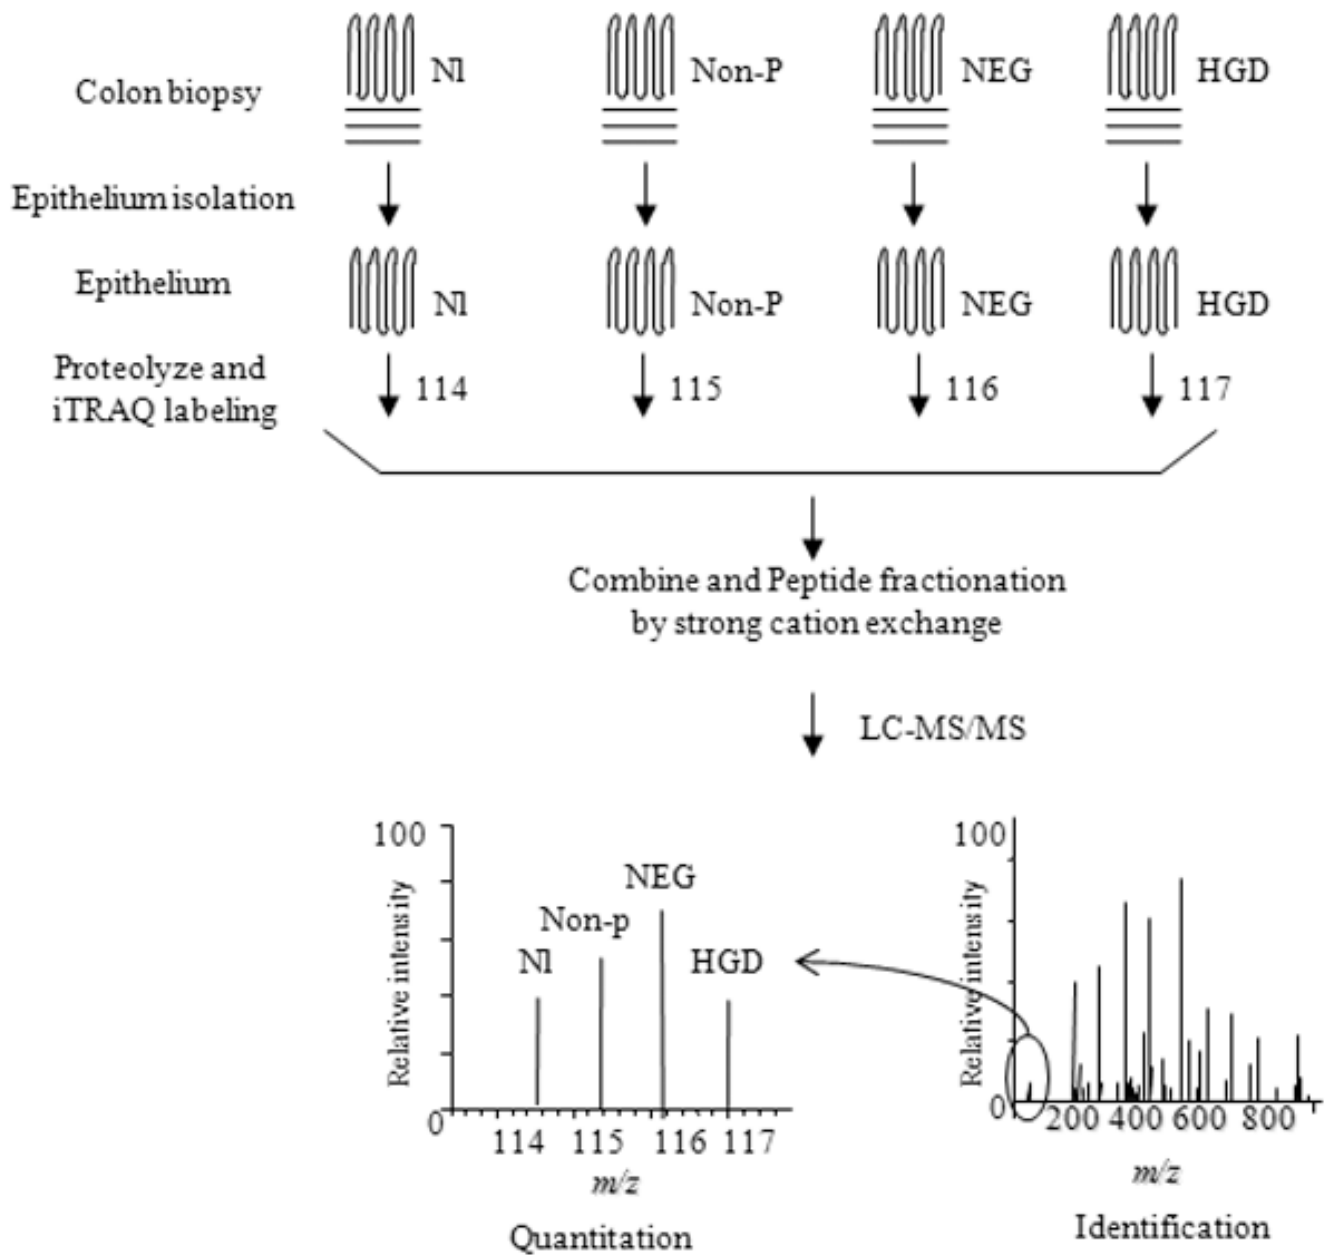 Nl
Non-P
NEG
HGD
Colon biopsy
Epithelium isolation
Epithelium
Nl
Non-P
NEG
HGD
Proteolyze and
iTRAQ labeling
114
115
116
117
Combine and Peptide fractionation
by strong cation exchange
LC-MS/MS
100
Relative intensity
0
NEG
Non-p
Nl
HGD
114 115 116 117
m/z
Quantitation
100
Relative intensity
0
200 400 600 800
m/z
Identification